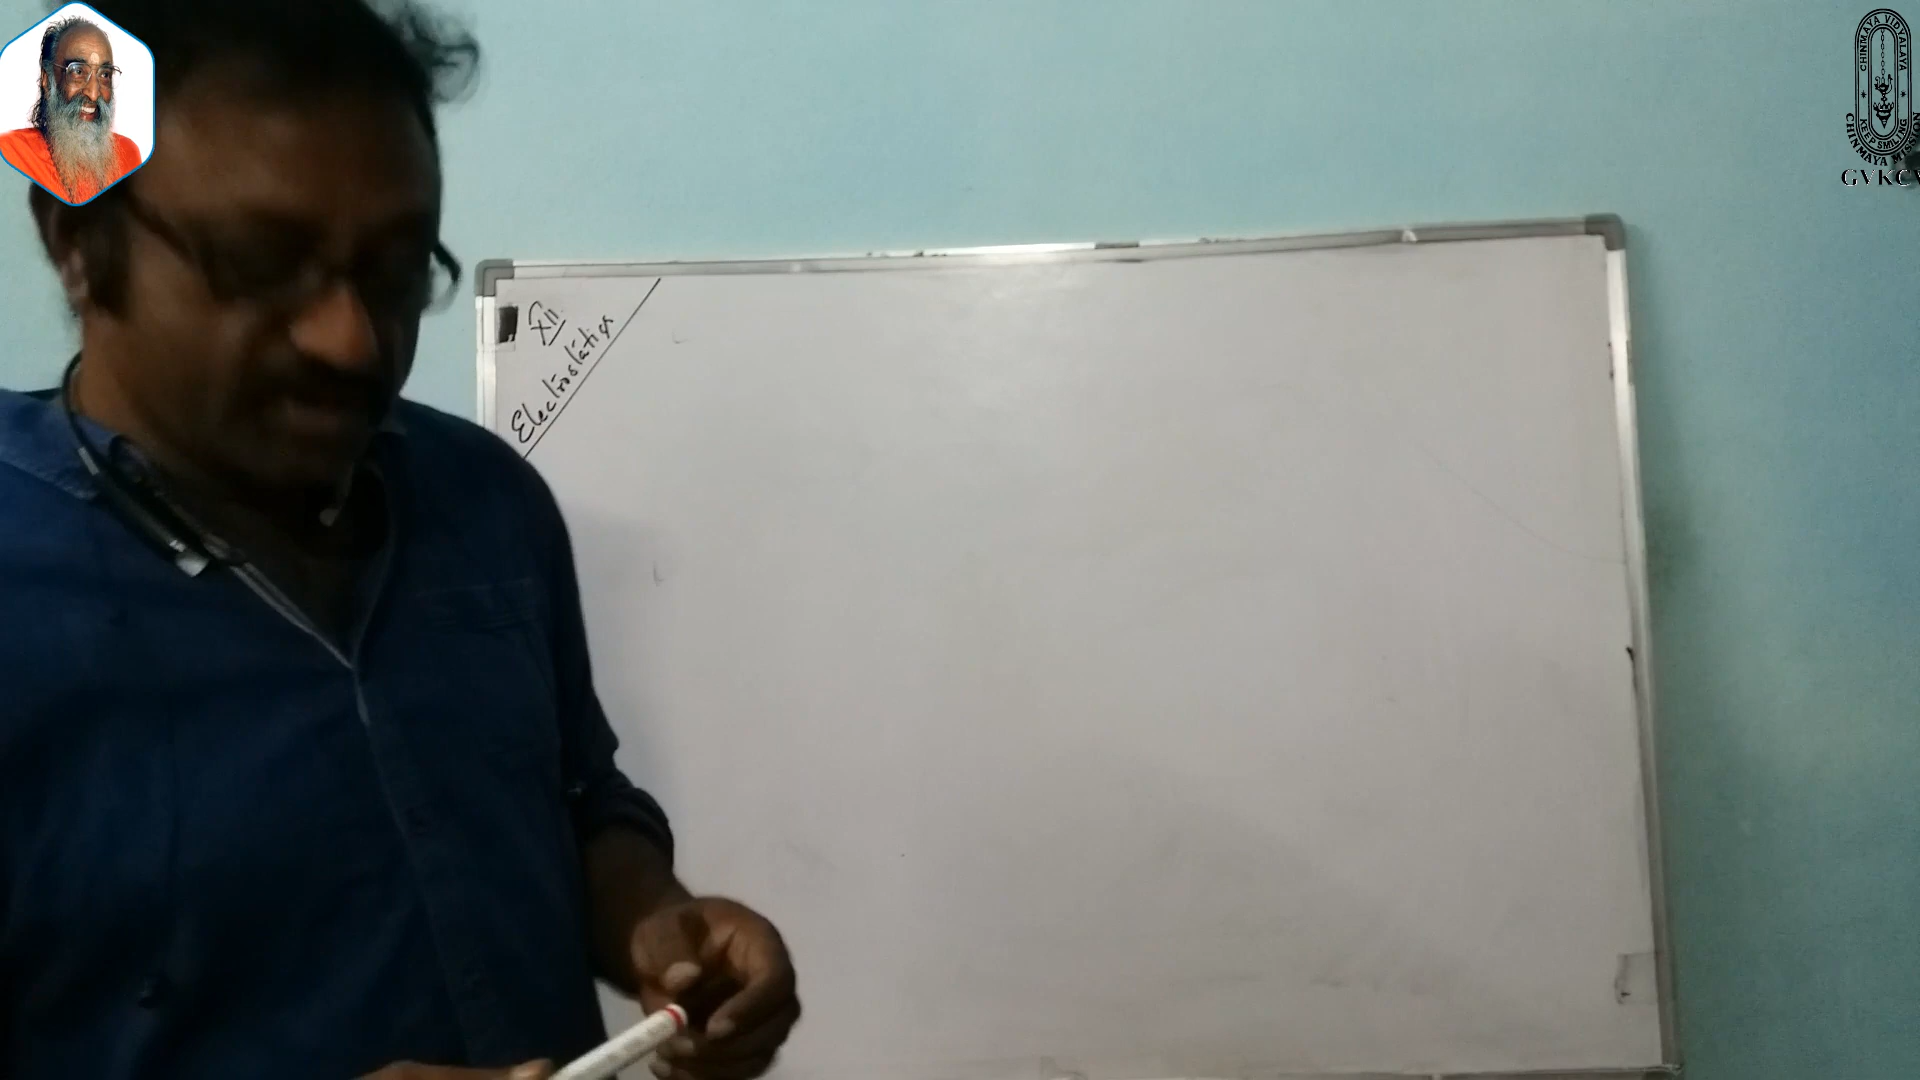 XII
Electrostatics
CHINMAYA VIDYALAYA
KEEP SMILING
CHINMAYA MISSION
GVKCV